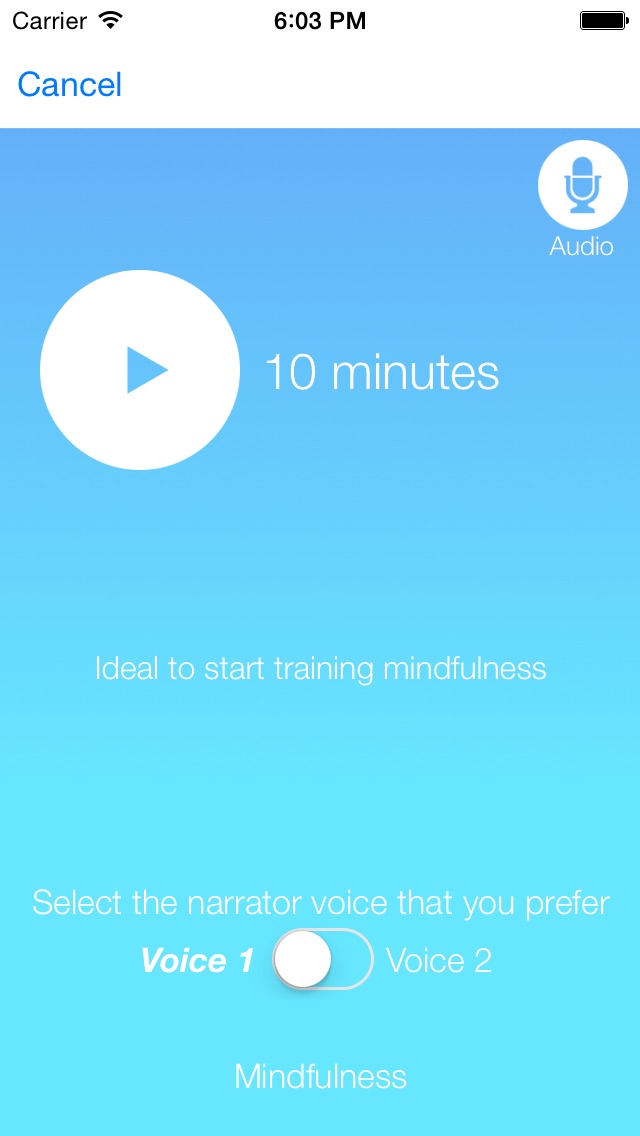 Carrier 6:03 PM
Cancel
Audio
10 minutes
Ideal to start training mindfulness
Select the narrator voice that you prefer
Voice 1 Voice 2
Mindfulness